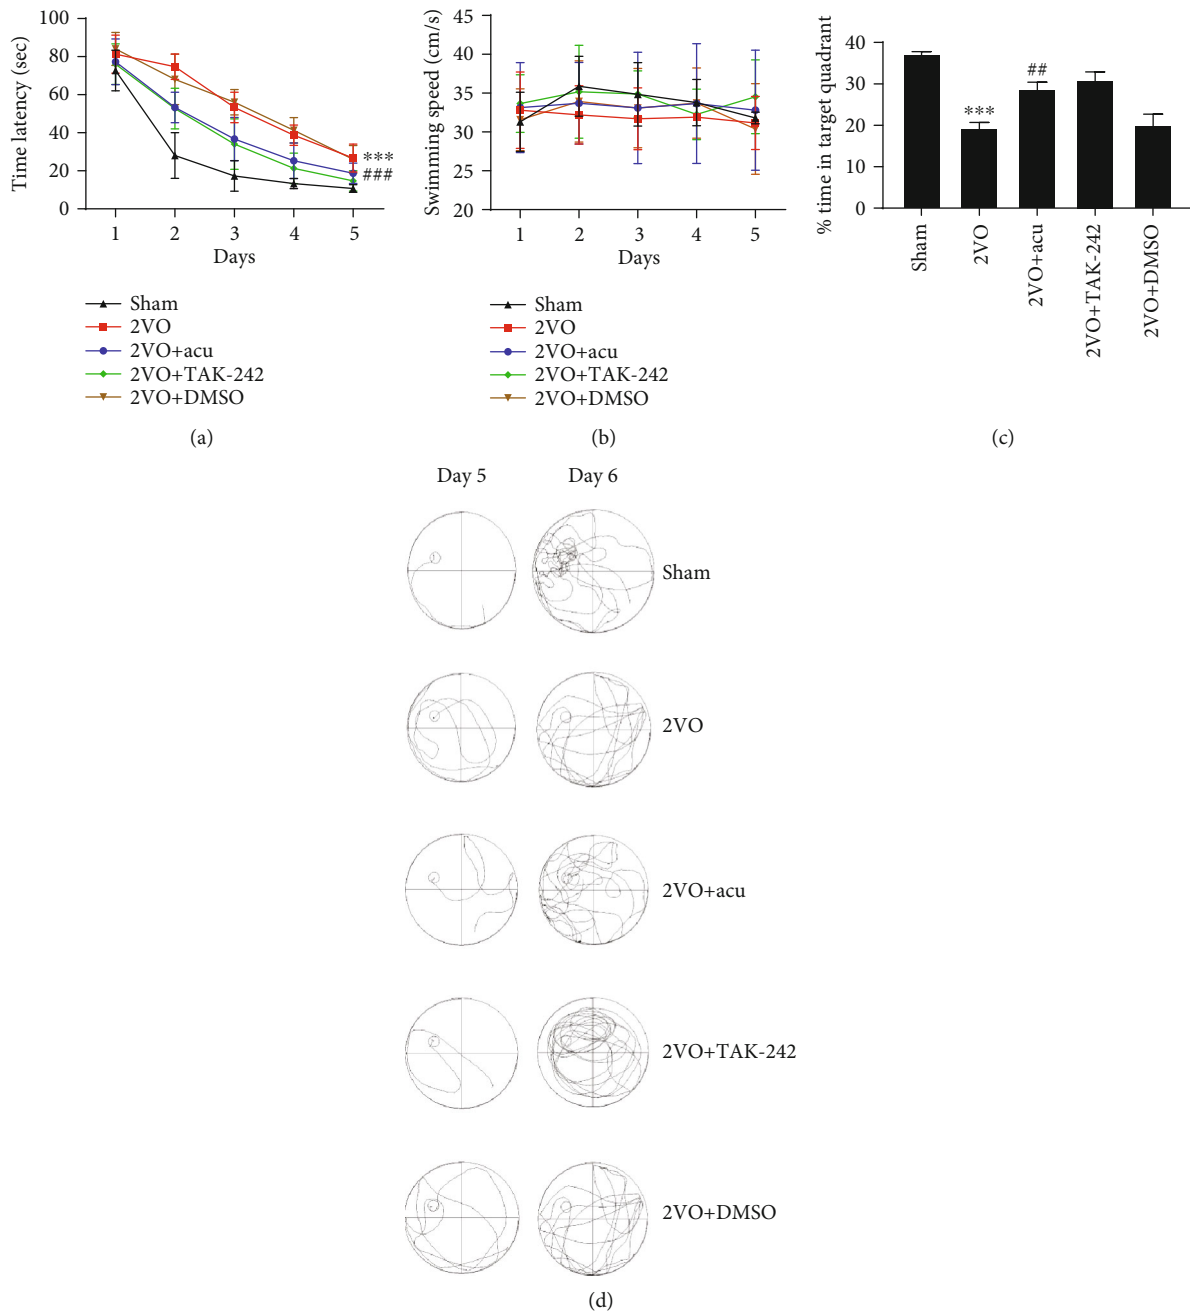 100
80
60
40
20
0
Time latency (sec)
1 2 3 4 5
Days
***
###
Sham
2VO
2VO+acu
2VO+TAK-242
2VO+DMSO
(a)
45
40
35
30
25
20
Swimming speed (cm/s)
1 2 3 4 5
Days
Sham
2VO
2VO+acu
2VO+TAK-242
2VO+DMSO
(b)
40
30
20
10
0
% time in target quadrant
***
##
Sham
2VO
2VO+acu
2VO+TAK-242
2VO+DMSO
(c)
Day 5 Day 6
Sham
2VO
2VO+acu
2VO+TAK-242
2VO+DMSO
(d)